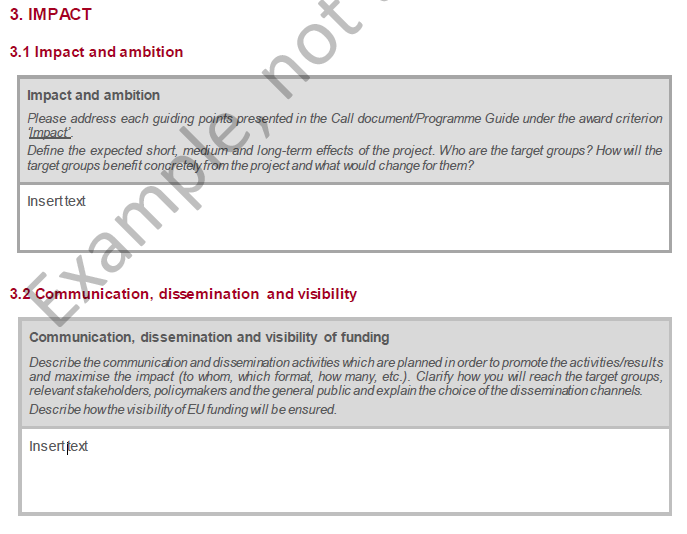 3. IMPACT
3.1 Impact and ambition
Impact and ambition
Please address each guiding points presented in the Call document/Programme Guide under the award criterion
'Impact'.
Define the expected short, medium and long-term effects of the project. Who are the target groups? How will the
target groups benefit concretely from the project and what would change for them?
Insert text
Example, not
3.2 Communication, dissemination and visibility
Communication, dissemination and visibility of funding
Describe the communication and dissemination activities which are planned in order to promote the activities/results
and maximise the impact (to whom, which format, how many, etc.). Clarify how you will reach the target groups,
relevant stakeholders, policymakers and the general public and explain the choice of the dissemination channels.
Describe how the visibility of EU funding will be ensured.
Insert text